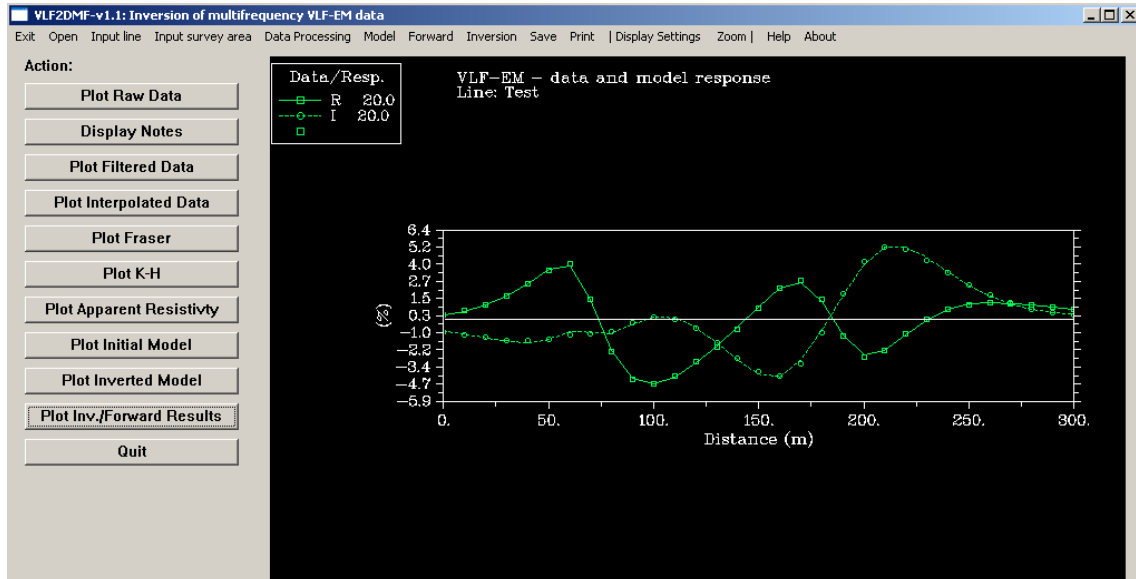 VLF2DMF-v1.1: Inversion of multifrequency VLF-EM data
Exit Open Input line Input survey area Data Processing Model Forward Inversion Save Print | Display Settings Zoom | Help About
Action:
Plot Raw Data
Display Notes
Plot Filtered Data
Plot Interpolated Data
Plot Fraser
Plot K-H
Plot Apparent Resistivty
Plot Initial Model
Plot Inverted Model
Plot Inv./Forward Results
Quit
Data/Resp.
R 20.0
I 20.0
VLF-EM - data and model response
Line: Test
6.4
5.2
4.0
2.7
1.5
0.3
-1.0
-2.2
-3.4
-4.7
-5.9
(%)
0. 50. 100. 150. 200. 250. 300.
Distance (m)